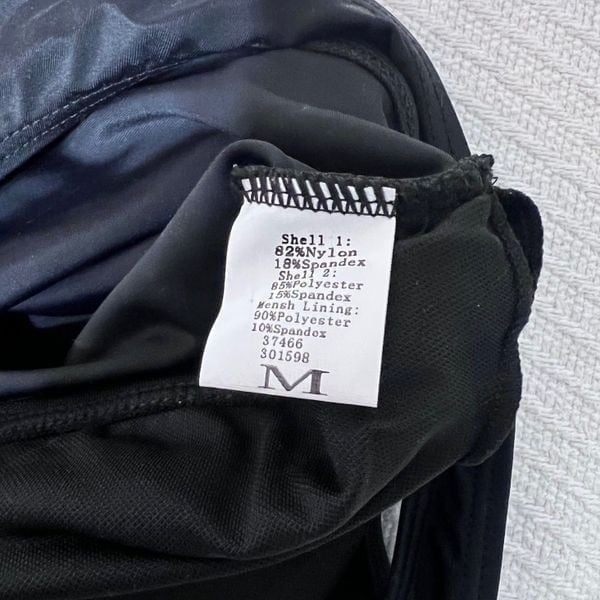 Shell 1:
82%Nylon
18%Spandex
Shell 2:
85%Polyester
15%Spandex
Mensh Lining:
90%Polyester
10%Spandox
37466
301598
M